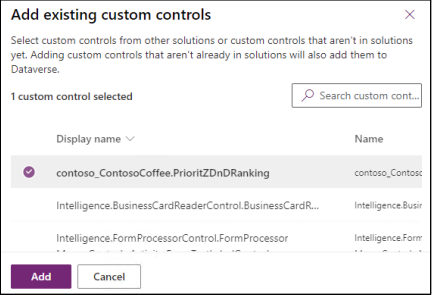 Add existing custom controls
Select custom controls from other solutions or custom controls that aren't in solutions
yet. Adding custom controls that aren't already in solutions will also add them to
Dataverse.
1 custom control selected
Search custom cont...
Display name Name
contoso_ContosoCoffee.PrioritZDnDRanking contoso_Contosc
Intelligence.BusinessCardReaderControl.BusinessCardR... Intelligence.Busir
Intelligence.FormProcessorControl.FormProcessor Intelligence.Form
Add Cancel